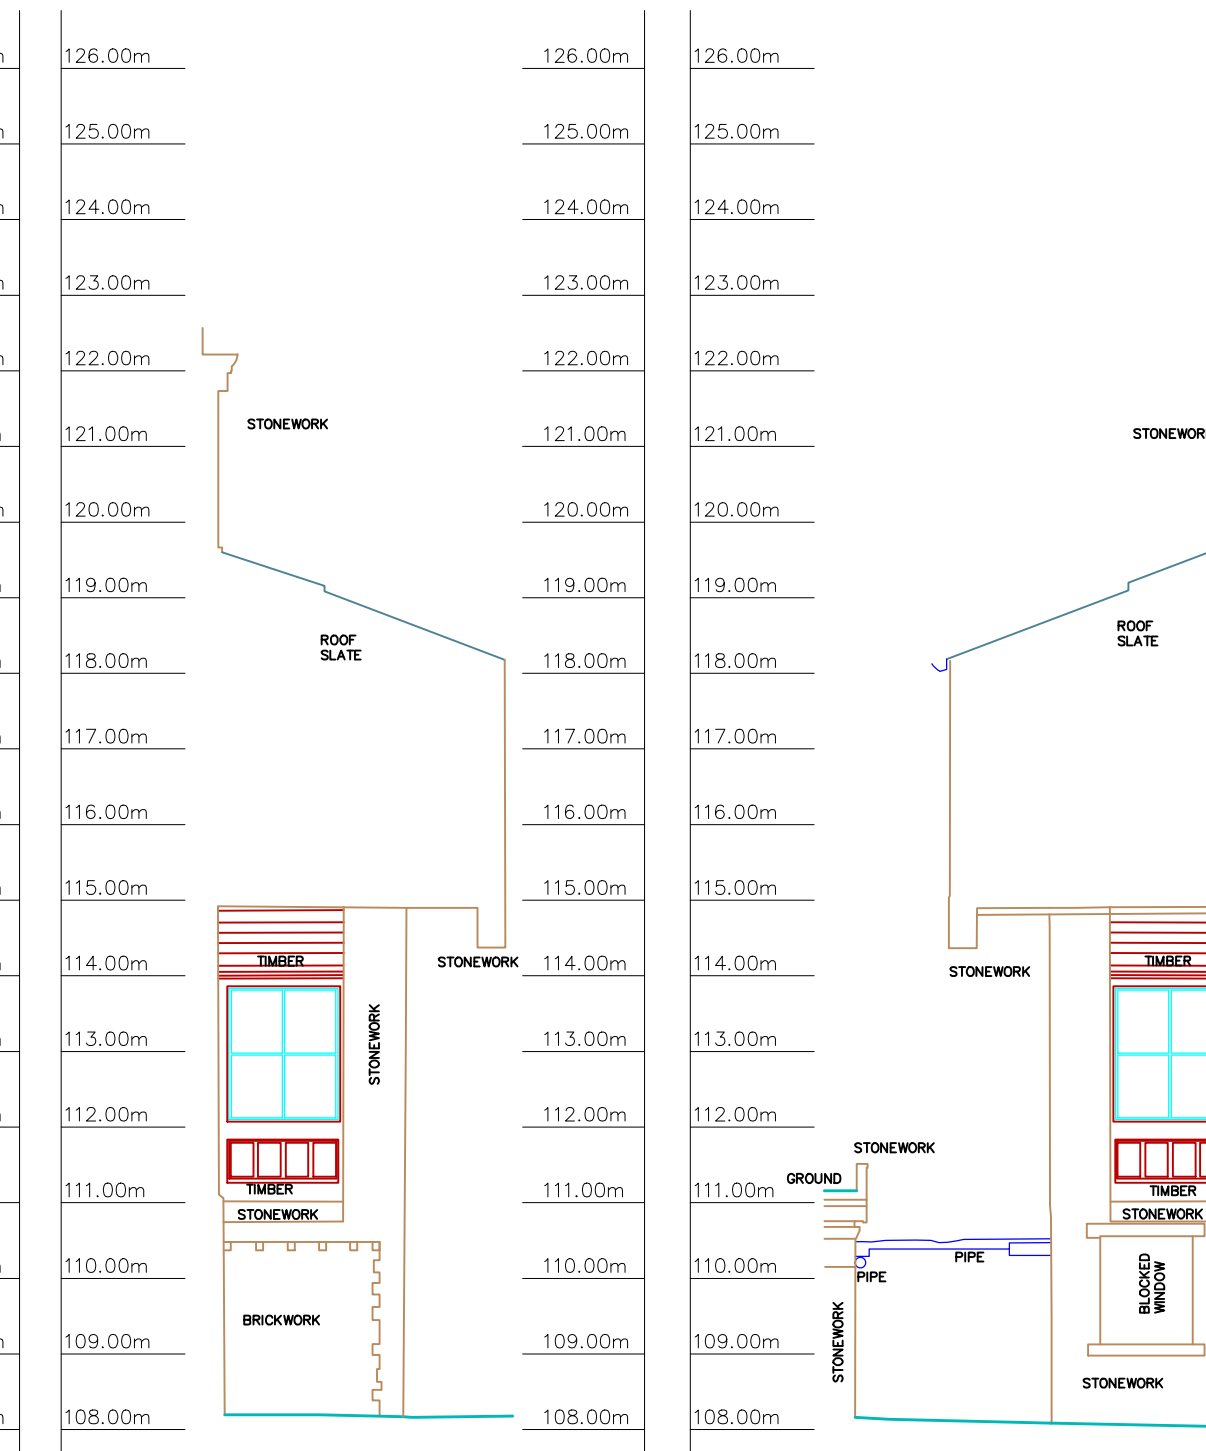 126.00m 126.00m 126.00m
125.00m 125.00m 125.00m
124.00m 124.00m 124.00m
123.00m 123.00m 123.00m
122.00m 122.00m 122.00m
STONEWORK
121.00m 121.00m 121.00m
120.00m 120.00m 120.00m
119.00m 119.00m 119.00m
ROOF
SLATE
ROOF
SLATE
118.00m 118.00m 118.00m
117.00m 117.00m 117.00m
116.00m 116.00m 116.00m
115.00m 115.00m 115.00m
TIMBER
STONEWORK
STONEWORK
TIMBER
114.00m 114.00m 114.00m
STONEWORK
113.00m 113.00m 113.00m
112.00m 112.00m 112.00m
STONEWORK
GROUND
111.00m 111.00m 111.00m
TIMBER
TIMBER
STONEWORK
STONEWORK
PIPE
PIPE
110.00m 110.00m 110.00m
BLOCKED
WINDOW
BRICKWORK
109.00m 109.00m 109.00m
STONEWORK
STONEWORK
108.00m 108.00m 108.00m